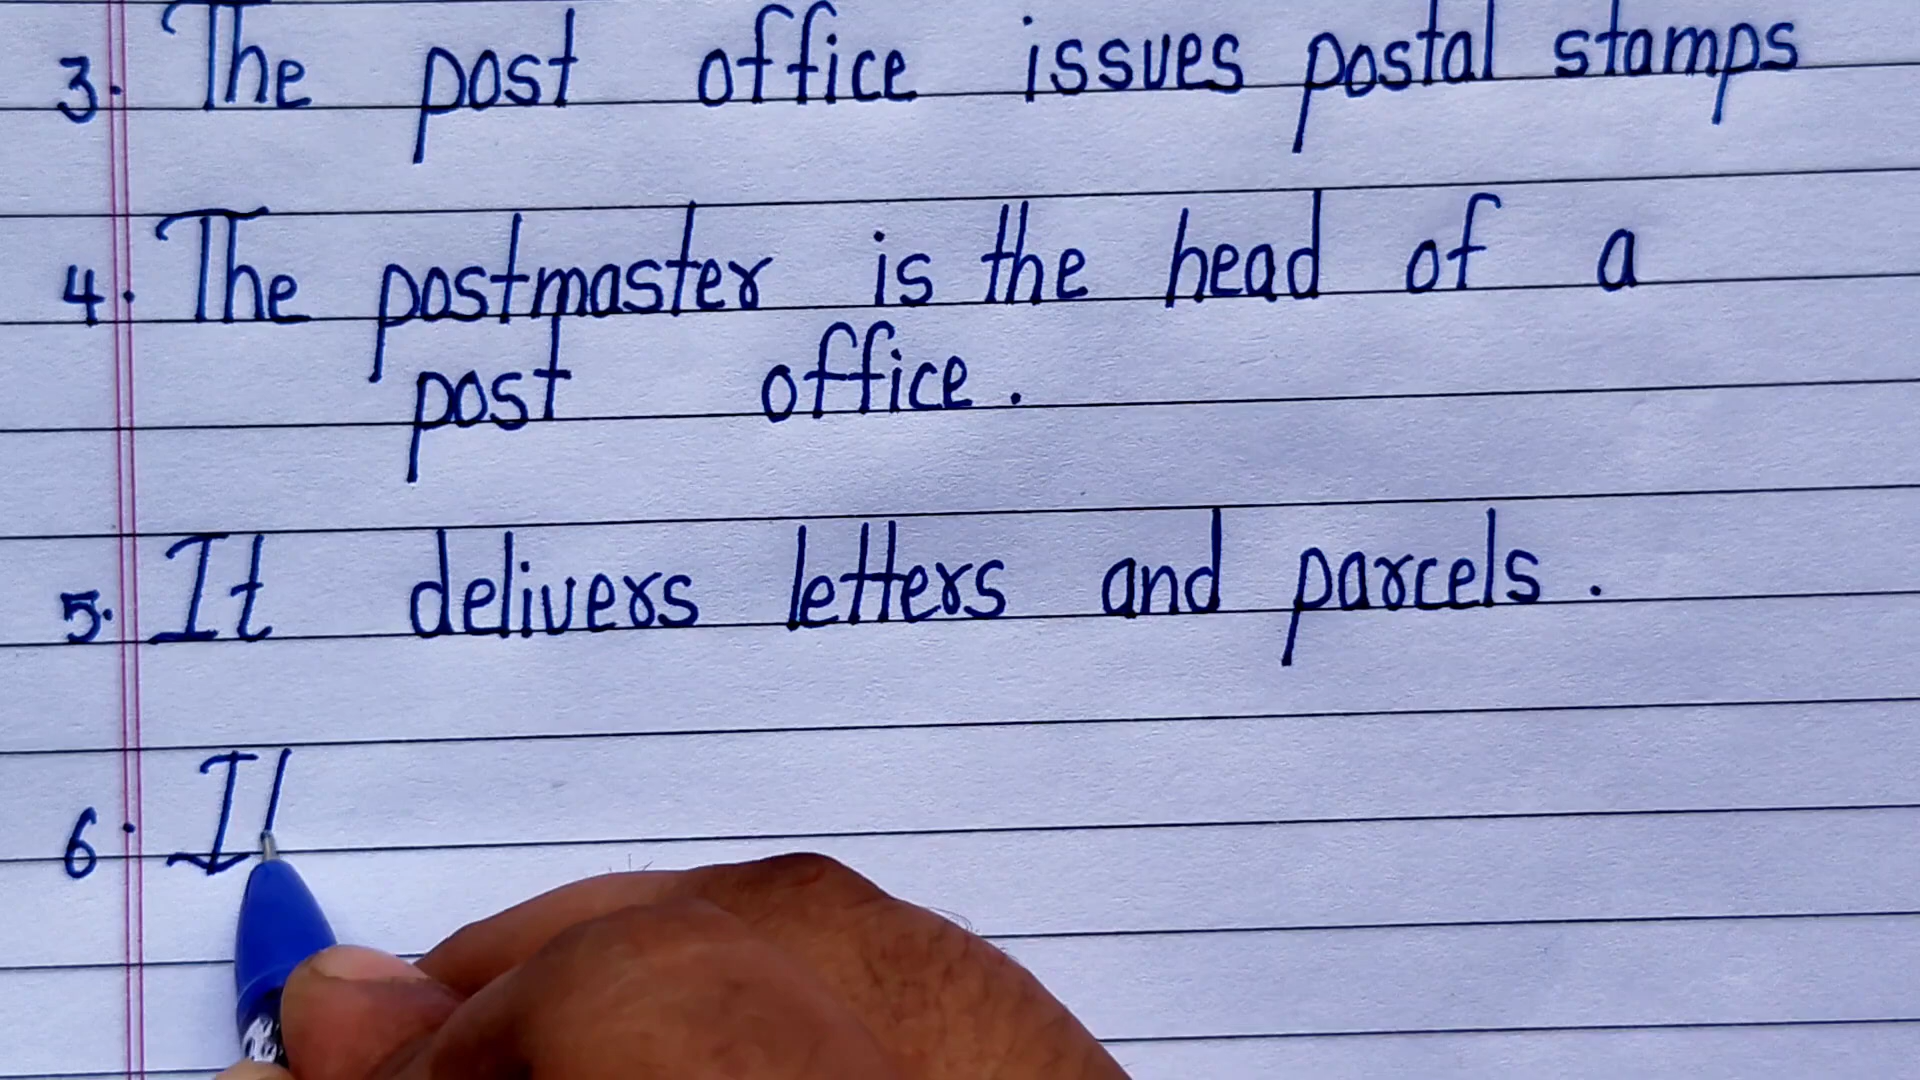 3. The post office issues postal stamps
4. The postmaster is the head of a
post office.
5. It delivers letters and parcels.
6. I